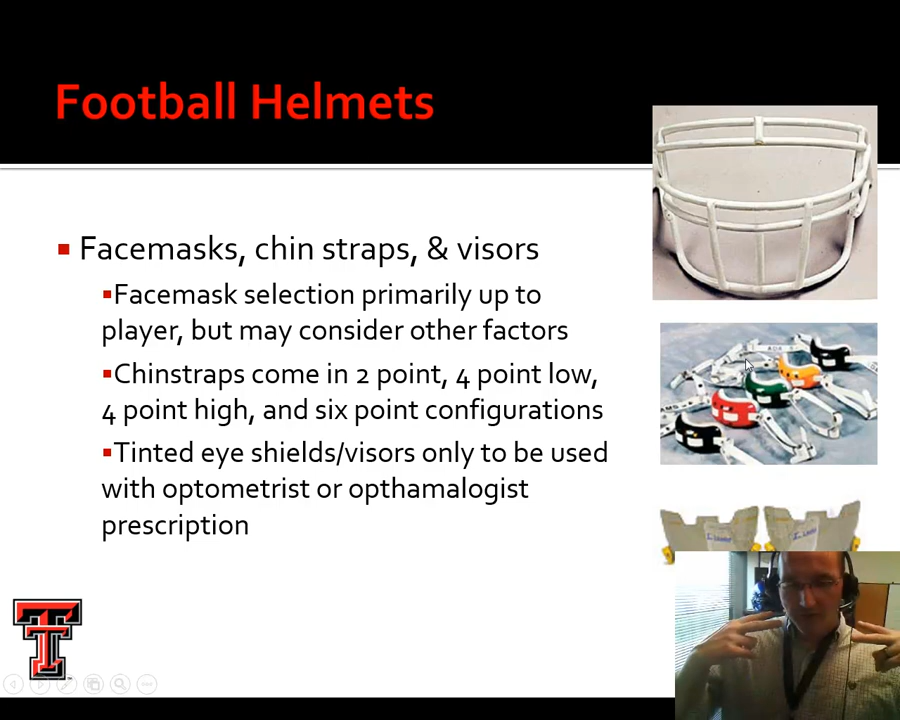 Football Helmets
Facemasks, chin straps, & visors
Facemask selection primarily up to
player, but may consider other factors
Chinstraps come in 2 point, 4 point low,
4 point high, and six point configurations
Tinted eye shields/visors only to be used
with optometrist or opthamalogist
prescription